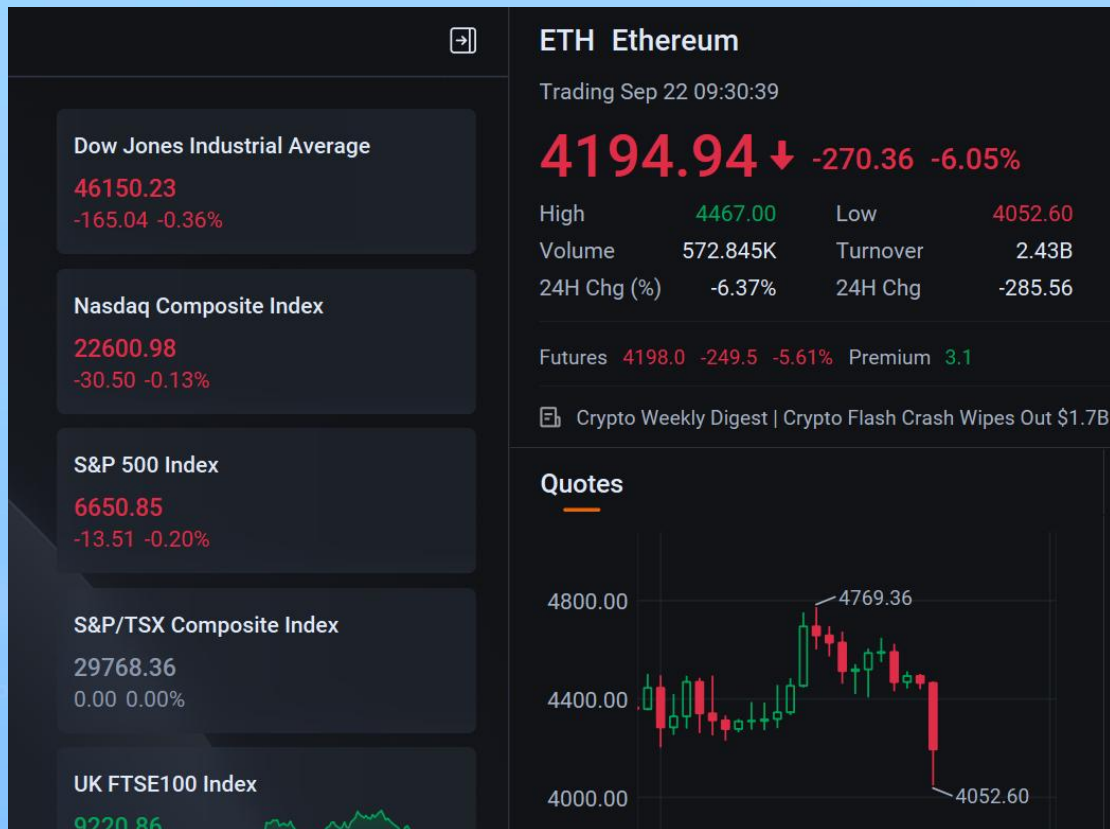 Dow Jones Industrial Average
46150.23
-165.04 -0.36%
Nasdaq Composite Index
22600.98
-30.50 -0.13%
S&P 500 Index
6650.85
-13.51 -0.20%
S&P/TSX Composite Index
29768.36
0.00 0.00%
UK FTSE100 Index
9220.86
ETH Ethereum
Trading Sep 22 09:30:39
4194.94 -270.36 -6.05%
High 4467.00 Low 4052.60
Volume 572.845K Turnover 2.43B
24H Chg (%) -6.37% 24H Chg -285.56
Futures 4198.0 -249.5 -5.61% Premium 3.1
Crypto Weekly Digest | Crypto Flash Crash Wipes Out $1.7B
Quotes
4800.00
4769.36
4400.00
4000.00
4052.60